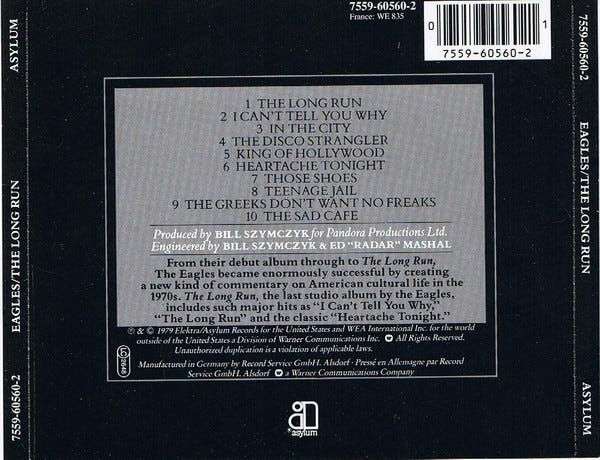 7559-60560-2
France: WE 835
0
1
7559-60560-2
ASYLUM
EAGLES/THE LONG RUN
7559-60560-2
1 THE LONG RUN
2 I CAN'T TELL YOU WHY
3 IN THE CITY
4 THE DISCO STRANGLER
5 KING OF HOLLYWOOD
6 HEARTACHE TONIGHT
7 THOSE SHOES
8 TEENAGE JAIL
9 THE GREEKS DON'T WANT NO FREAKS
10 THE SAD CAFE
Produced by BILL SZYMCZYK for Pandora Productions Ltd.
Engineered by BILL SZYMCZYK & ED "RADAR" MASHAL
From their debut album through to The Long Run,
The Eagles became enormously successful by creating
a new kind of commentary on American cultural life in the
1970s. The Long Run, the last studio album by the Eagles,
includes such major hits as "I Can't Tell You Why,"
"The Long Run" and the classic "Heartache Tonight."
℗ & © 1979 Elektra/Asylum Records for the United States and WEA International Inc. for the world
outside of the United States a Division of Warner Communications Inc. All Rights Reserved.
Unauthorized duplication is a violation of applicable laws.
Manufactured in Germany by Record Service GmbH. Alsdorf · Pressé en Allemagne par Record
Service GmbH. Alsdorf a Warner Communications Company
asylum
7559-60560-2
EAGLES/THE LONG RUN
ASYLUM